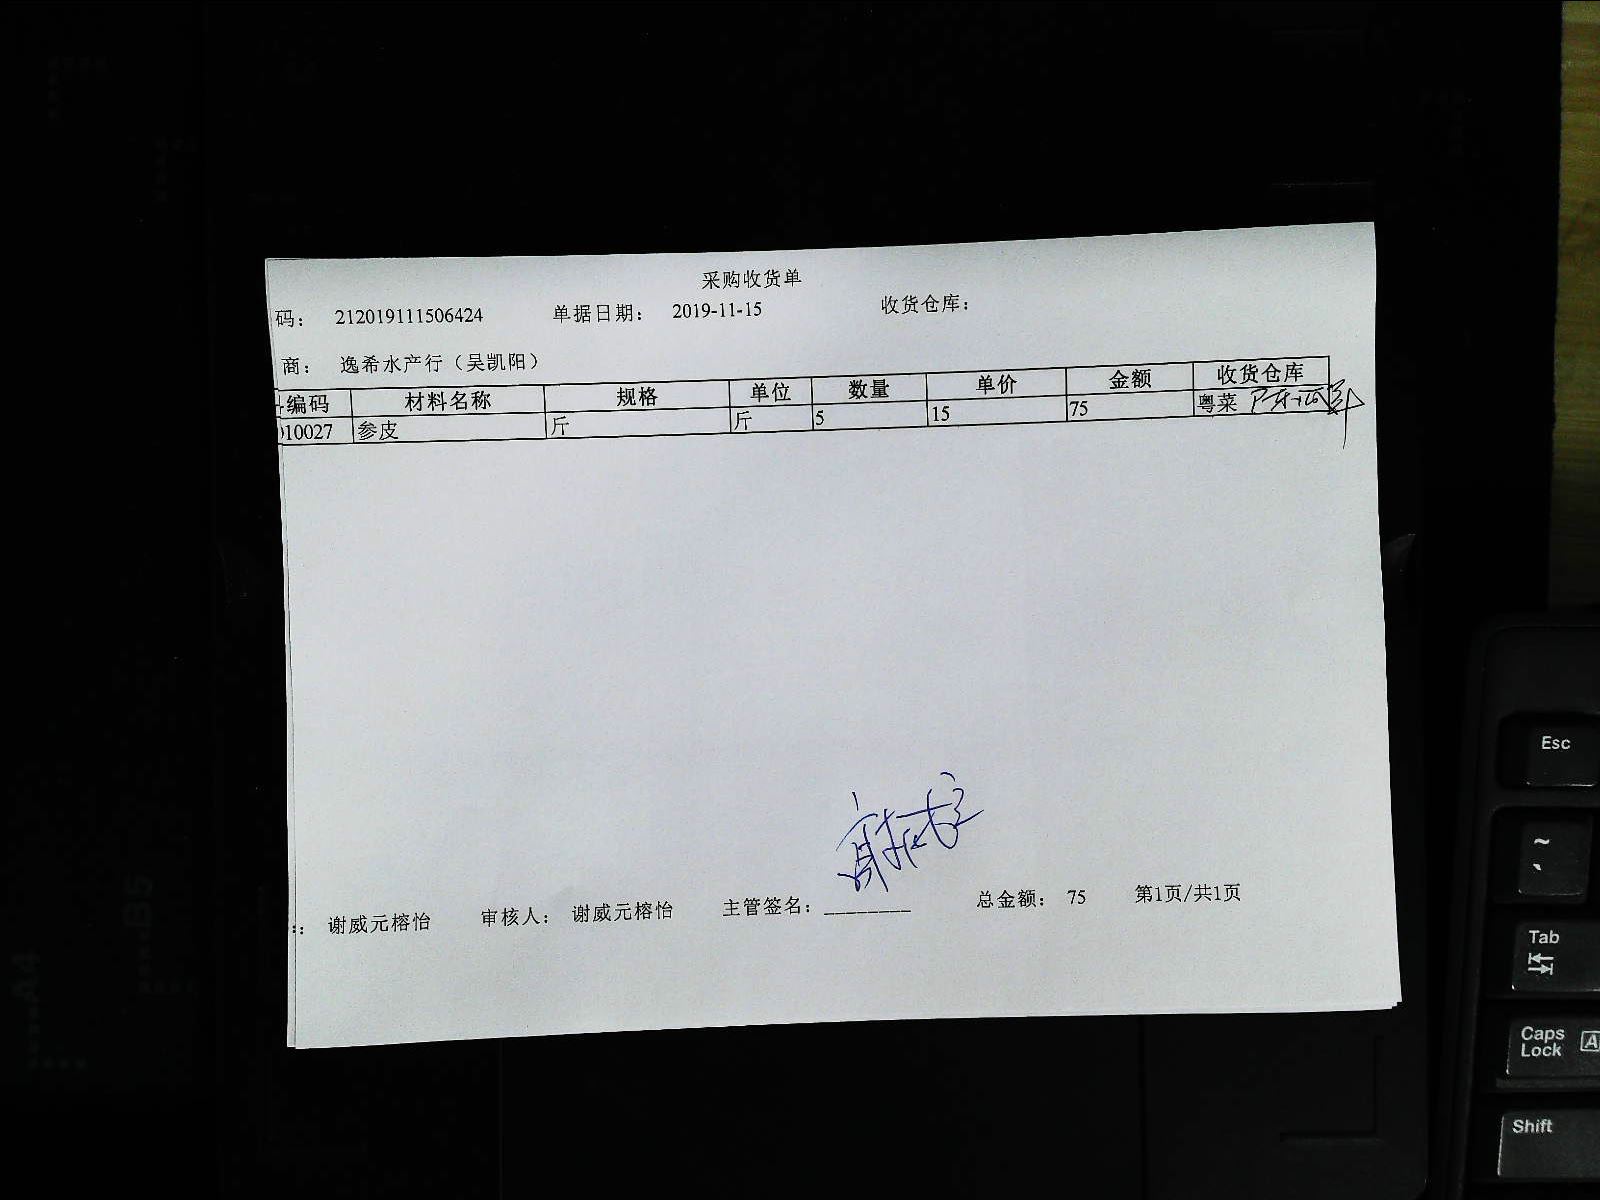 采购收货单
码： 212019111506424 单据日期： 2019-11-15 收货仓库：
商： 逸希水产行（吴凯阳）
编码 材料名称 规格 单位 数量 单价 金额 收货仓库
10027 参皮 斤 斤 5 15 75 粤菜
： 谢威元榕怡 审核人： 谢威元榕怡 主管签名：________ 总金额： 75 第1页/共1页
Esc
~
Tab
Caps Lock A
Shift
B5
A4